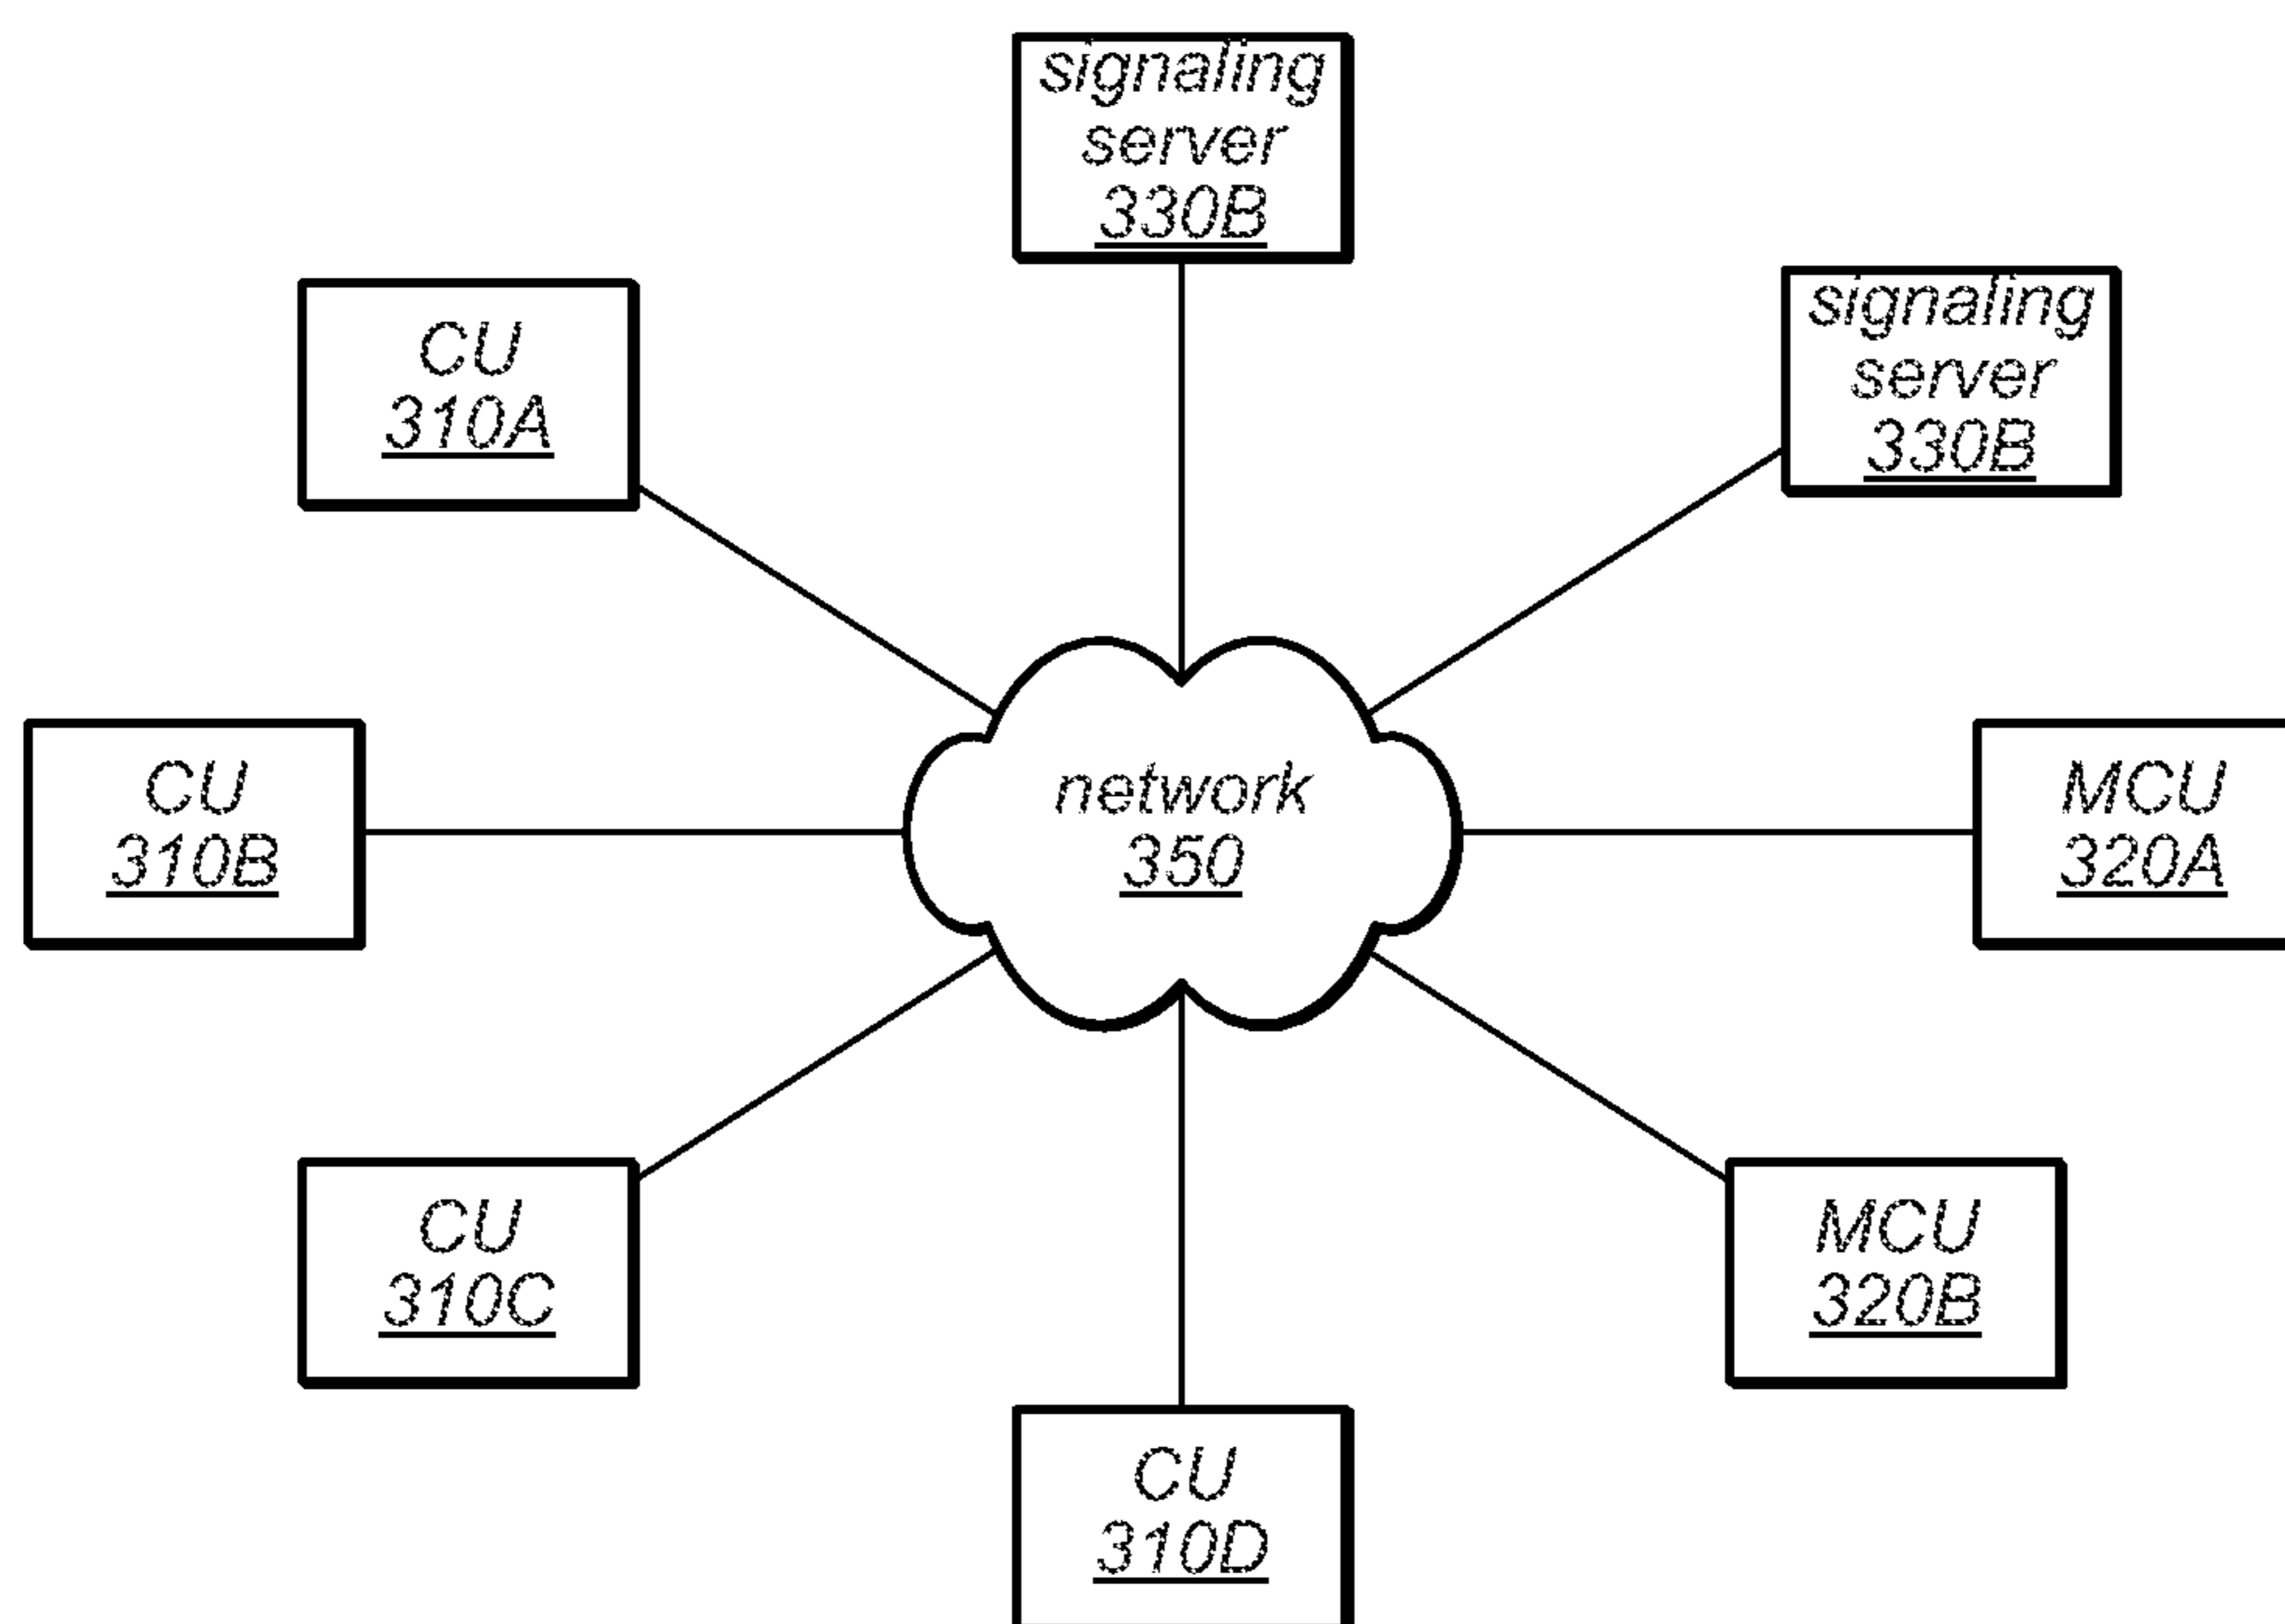 signaling
server
330B
signaling
server
330B
CU
310A
CU
310B
network
350
MCU
320A
CU
310C
MCU
320B
CU
310D